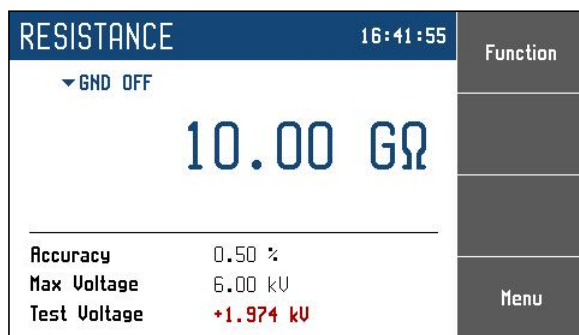 RESISTANCE 16:41:55
Function
GND OFF
10.00 GΩ
Accuracy 0.50 %
Max Voltage 6.00 kV
Test Voltage +1.974 kV
Menu